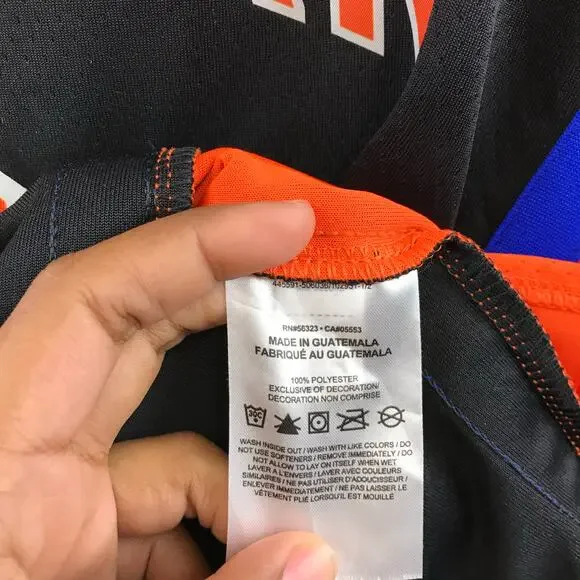 RN#56323 • CA#05553
MADE IN GUATEMALA
FABRIQUÉ AU GUATEMALA
100% POLYESTER
EXCLUSIVE OF DECORATION/
DECORATION NON COMPRISE
30C
WASH INSIDE OUT / WASH WITH LIKE COLORS / DO
NOT USE SOFTENERS / REMOVE IMMEDIATELY / DO
NOT ALLOW TO LAY ON ITSELF WHEN WET
LAVER A L'ENVERS / LAVER AVEC COULEURS
SIMILAIRES / NE PAS UTILISER D'ADOUCISSEUR/
ENLEVER IMMÉDIATEMENT / NE PAS LAISSER LE
VÊTEMENT PLIÉ LORSQU'IL EST MOUILLÉ